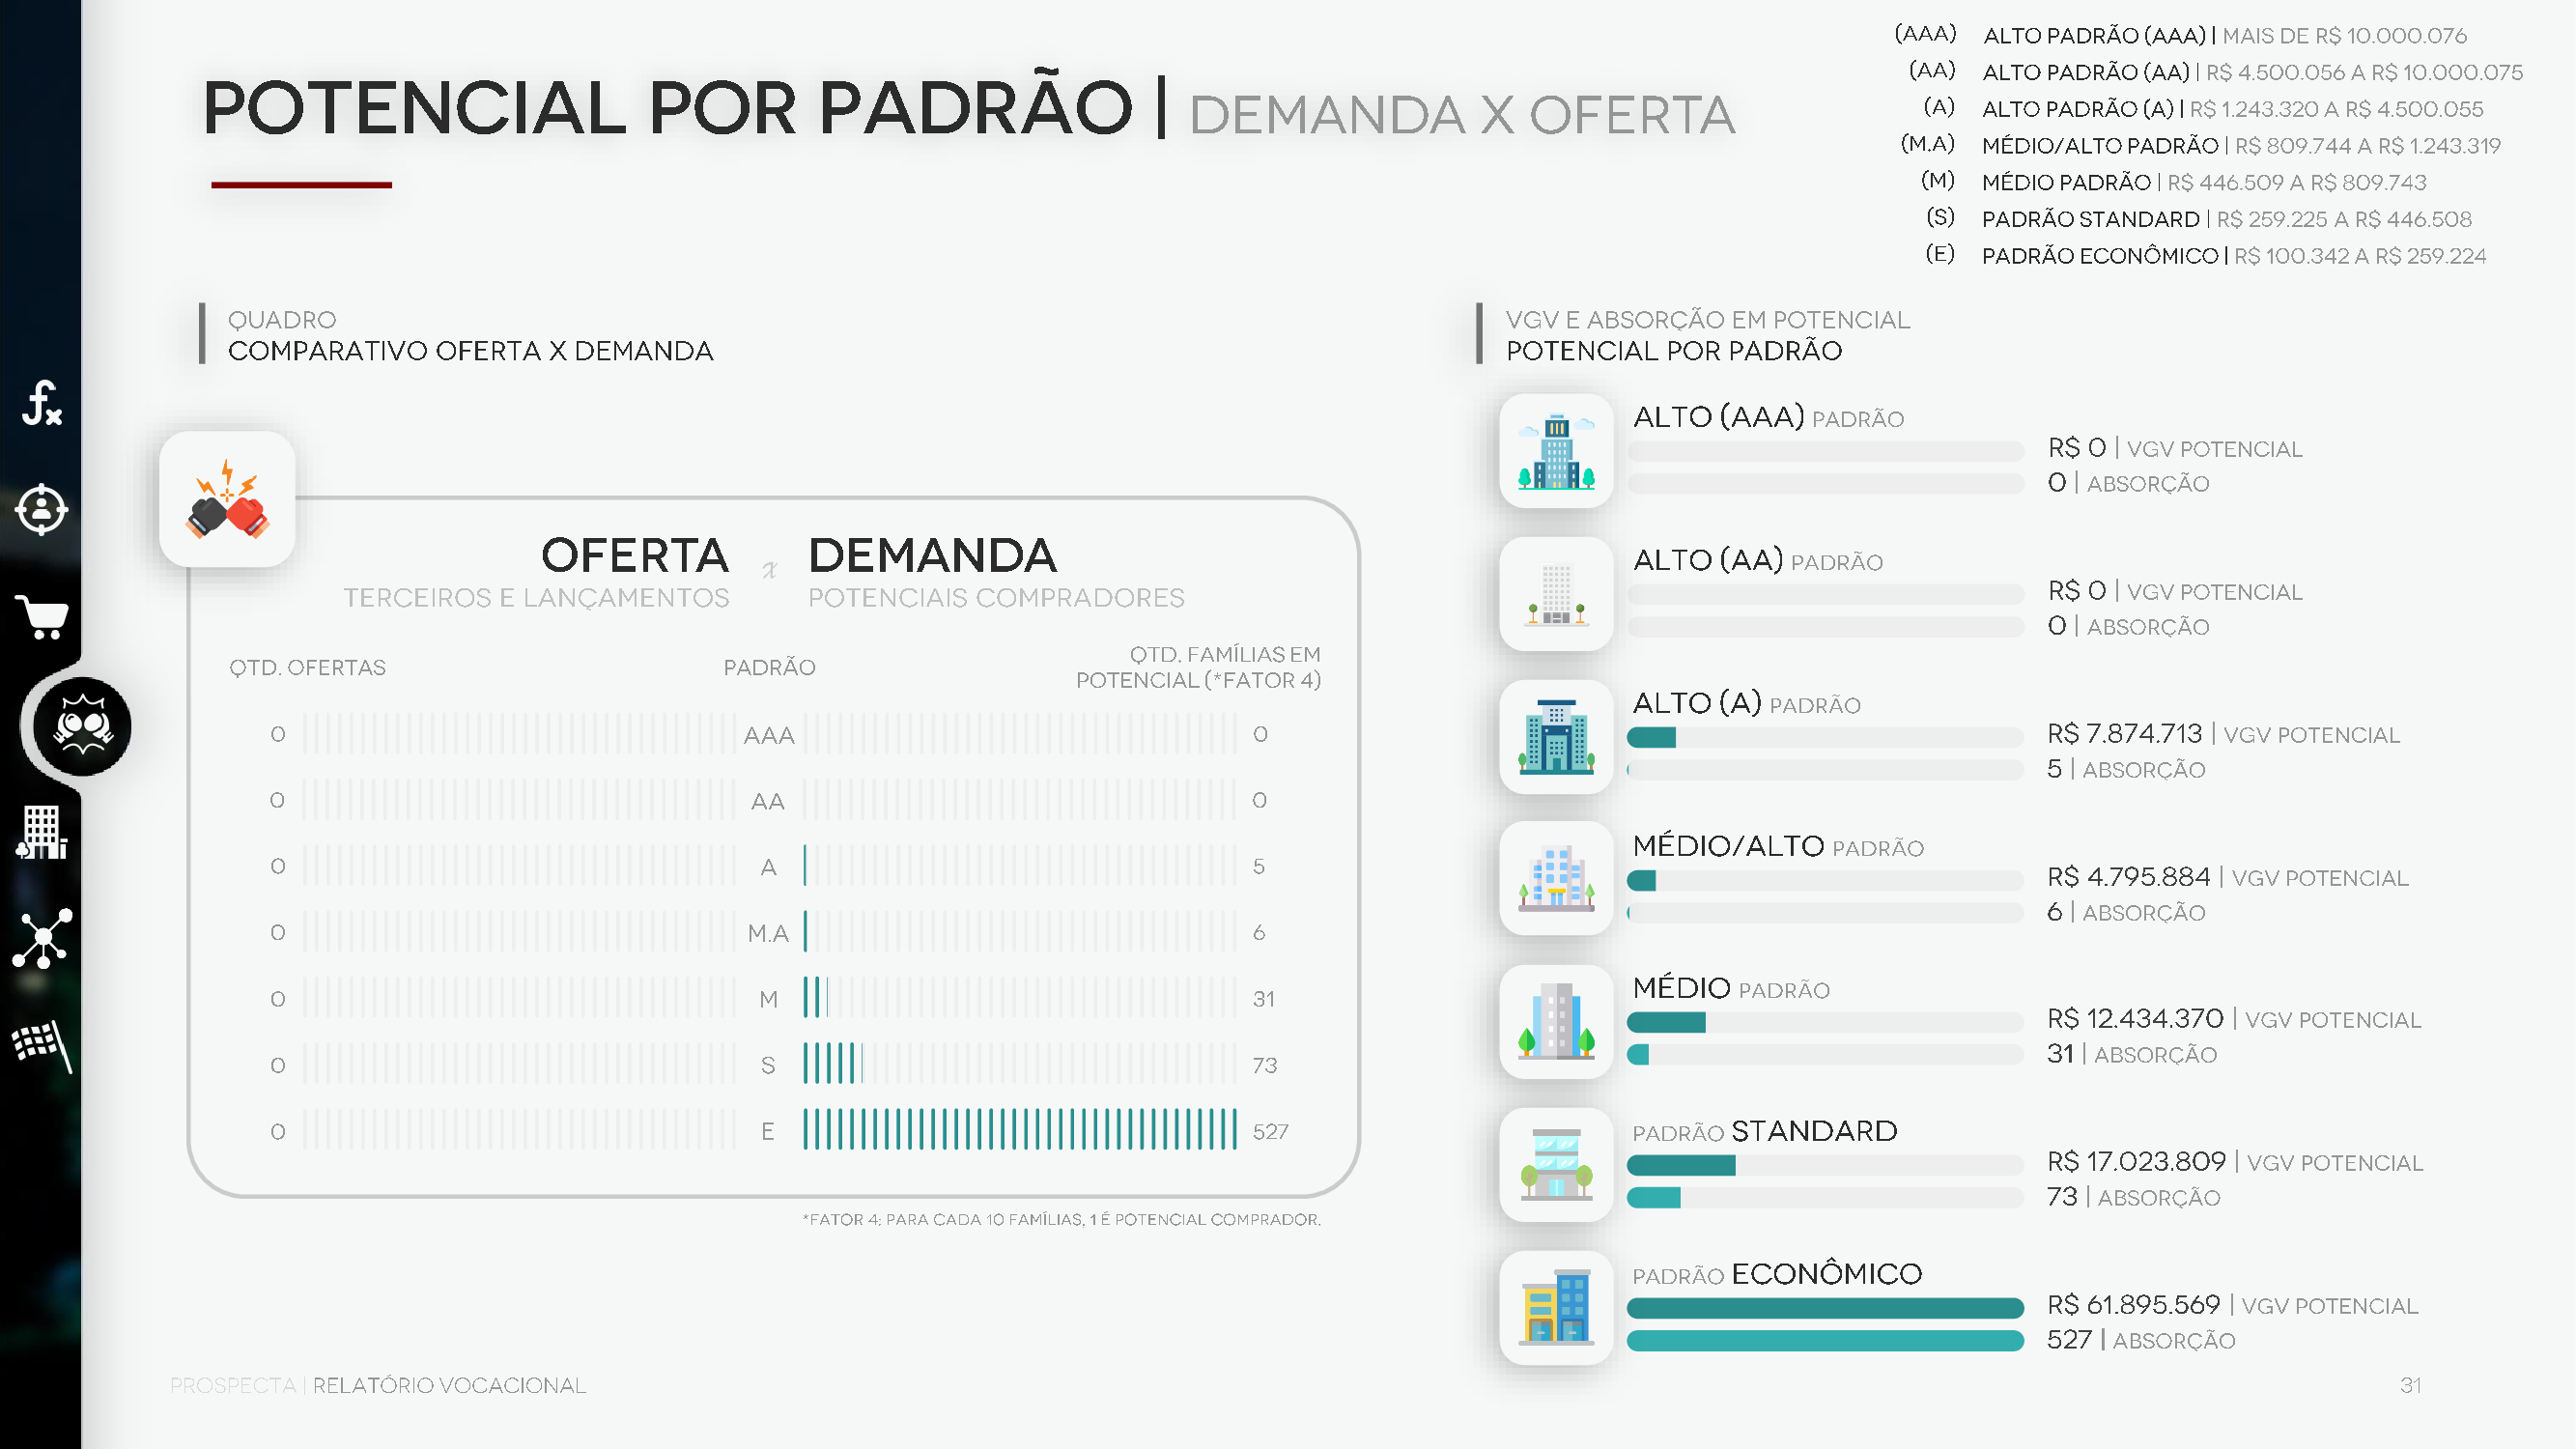 POTENCIAL POR PADRÃO | DEMANDA X OFERTA
(AAA) ALTO PADRÃO (AAA) | MAIS DE R$ 10.000.076
(AA) ALTO PADRÃO (AA) | R$ 4.500.056 A R$ 10.000.075
(A) ALTO PADRÃO (A) | R$ 1.243.320 A R$ 4.500.055
(M.A) MÉDIO/ALTO PADRÃO | R$ 809.744 A R$ 1.243.319
(M) MÉDIO PADRÃO | R$ 446.509 A R$ 809.743
(S) PADRÃO STANDARD | R$ 259.225 A R$ 446.508
(E) PADRÃO ECONÔMICO | R$ 100.342 A R$ 259.224
QUADRO
COMPARATIVO OFERTA X DEMANDA
OFERTA x DEMANDA
TERCEIROS E LANÇAMENTOS POTENCIAIS COMPRADORES
QTD. OFERTAS PADRÃO QTD. FAMÍLIAS EM
POTENCIAL (*FATOR 4)
0 AAA 0
0 AA 0
0 A 5
0 M.A 6
0 M 31
0 S 73
0 E 527
*FATOR 4: PARA CADA 10 FAMÍLIAS, 1 É POTENCIAL COMPRADOR.
VGV E ABSORÇÃO EM POTENCIAL
POTENCIAL POR PADRÃO
ALTO (AAA) PADRÃO
R$ 0 | VGV POTENCIAL
0 | ABSORÇÃO
ALTO (AA) PADRÃO
R$ 0 | VGV POTENCIAL
0 | ABSORÇÃO
ALTO (A) PADRÃO
R$ 7.874.713 | VGV POTENCIAL
5 | ABSORÇÃO
MÉDIO/ALTO PADRÃO
R$ 4.795.884 | VGV POTENCIAL
6 | ABSORÇÃO
MÉDIO PADRÃO
R$ 12.434.370 | VGV POTENCIAL
31 | ABSORÇÃO
PADRÃO STANDARD
R$ 17.023.809 | VGV POTENCIAL
73 | ABSORÇÃO
PADRÃO ECONÔMICO
R$ 61.895.569 | VGV POTENCIAL
527 | ABSORÇÃO
PROSPECTA | RELATÓRIO VOCACIONAL
31